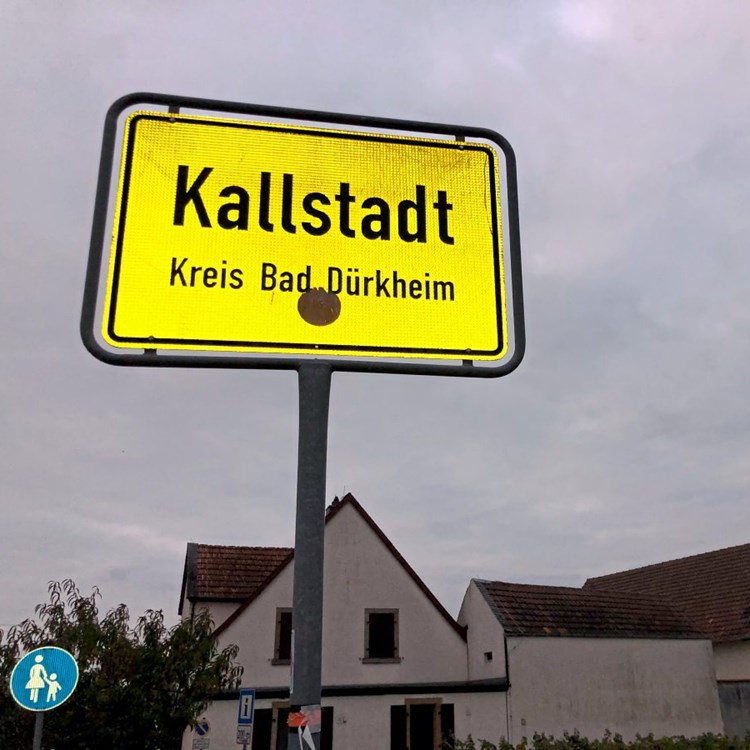 Kallstadt
Kreis Bad Dürkheim
i